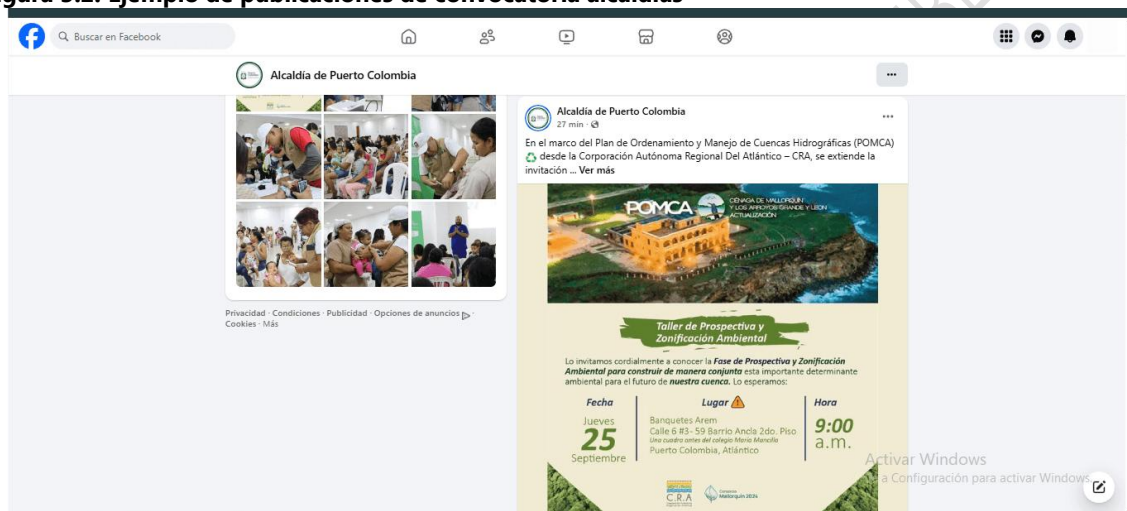 Figura 3.2. Ejemplo de publicaciones de convocatoria alcaldías
Buscar en Facebook
Alcaldía de Puerto Colombia
Privacidad · Condiciones · Publicidad · Opciones de anuncios ·
Cookies · Más
Alcaldía de Puerto Colombia
27 min ·
En el marco del Plan de Ordenamiento y Manejo de Cuencas Hidrográficas (POMCA)
desde la Corporación Autónoma Regional Del Atlántico – CRA, se extiende la
invitación ... Ver más
POMCA
CIÉNAGA DE MALLORQUÍN
Y LOS ARROYOS GRANDE Y LEÓN
ACTUALIZACIÓN
Taller de Prospectiva y
Zonificación Ambiental
Lo invitamos cordialmente a conocer la Fase de Prospectiva y Zonificación
Ambiental para construir de manera conjunta esta importante determinante
ambiental para el futuro de nuestra cuenca. Lo esperamos:
Fecha
Jueves
25
Septiembre
Lugar
Banquetes Arem
Calle 6 #3- 59 Barrio Ancla 2do. Piso
Una cuadra antes del colegio María Mancilla
Puerto Colombia, Atlántico
Hora
9:00
a.m.
C.R.A
Mallorquín 2024
Activar Windows
a Configuración para activar Windows.